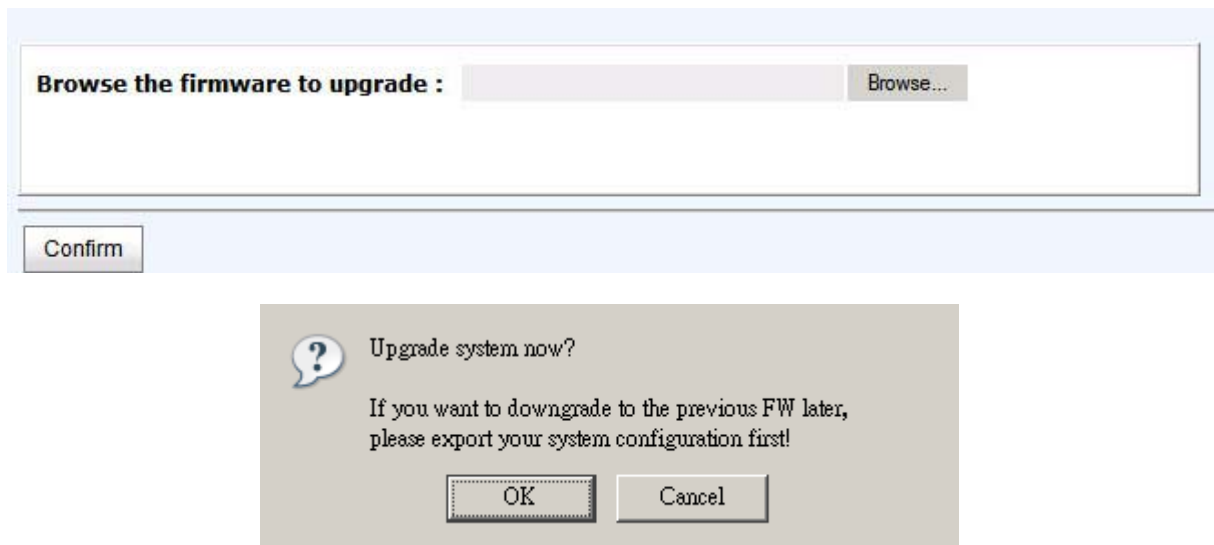 Browse the firmware to upgrade : Browse...
Confirm
Upgrade system now?
If you want to downgrade to the previous FW later,
please export your system configuration first!
OK Cancel